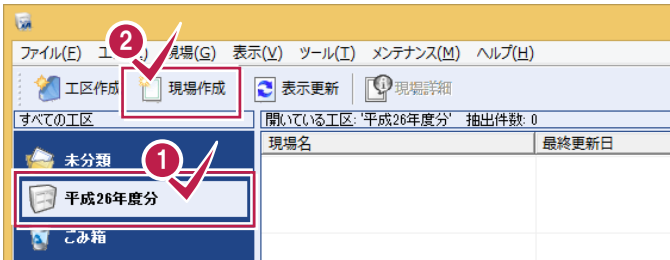 2
ファイル(F) 現場(G) 表示(V) ツール(T) メンテナンス(M) ヘルプ(H)
工区作成 現場作成 表示更新 現場詳細
すべての工区 開いている工区: '平成26年度分' 抽出件数: 0
現場名 最終更新日
未分類
1
平成26年度分
ごみ箱